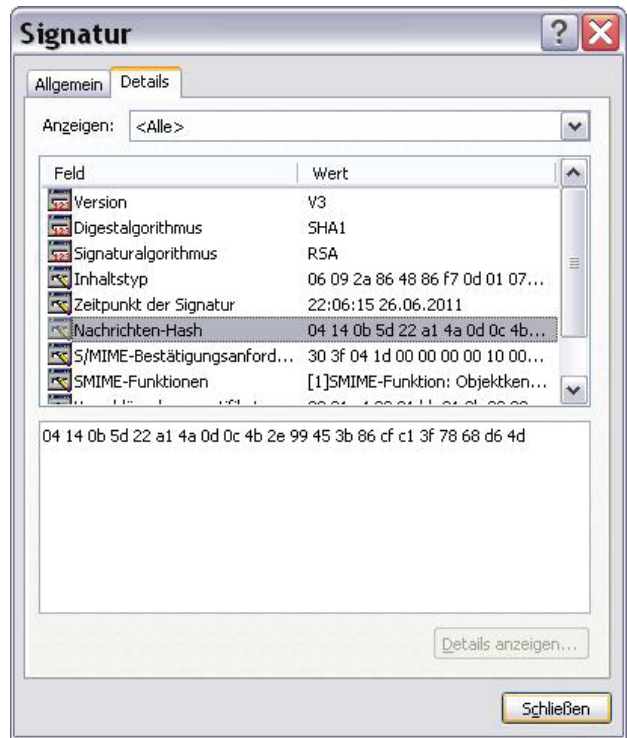 Signatur
Allgemein Details
Anzeigen: <Alle>
Feld Wert
Version V3
Digestalgorithmus SHA1
Signaturalgorithmus RSA
Inhaltstyp 06 09 2a 86 48 86 f7 0d 01 07...
Zeitpunkt der Signatur 22:06:15 26.06.2011
Nachrichten-Hash 04 14 0b 5d 22 a1 4a 0d 0c 4b...
S/MIME-Bestätigungsanford... 30 3f 04 1d 00 00 00 00 10 00...
SMIME-Funktionen [1]SMIME-Funktion: Objektken...
04 14 0b 5d 22 a1 4a 0d 0c 4b 2e 99 45 3b 86 cf c1 3f 78 68 d6 4d
Details anzeigen...
Schließen